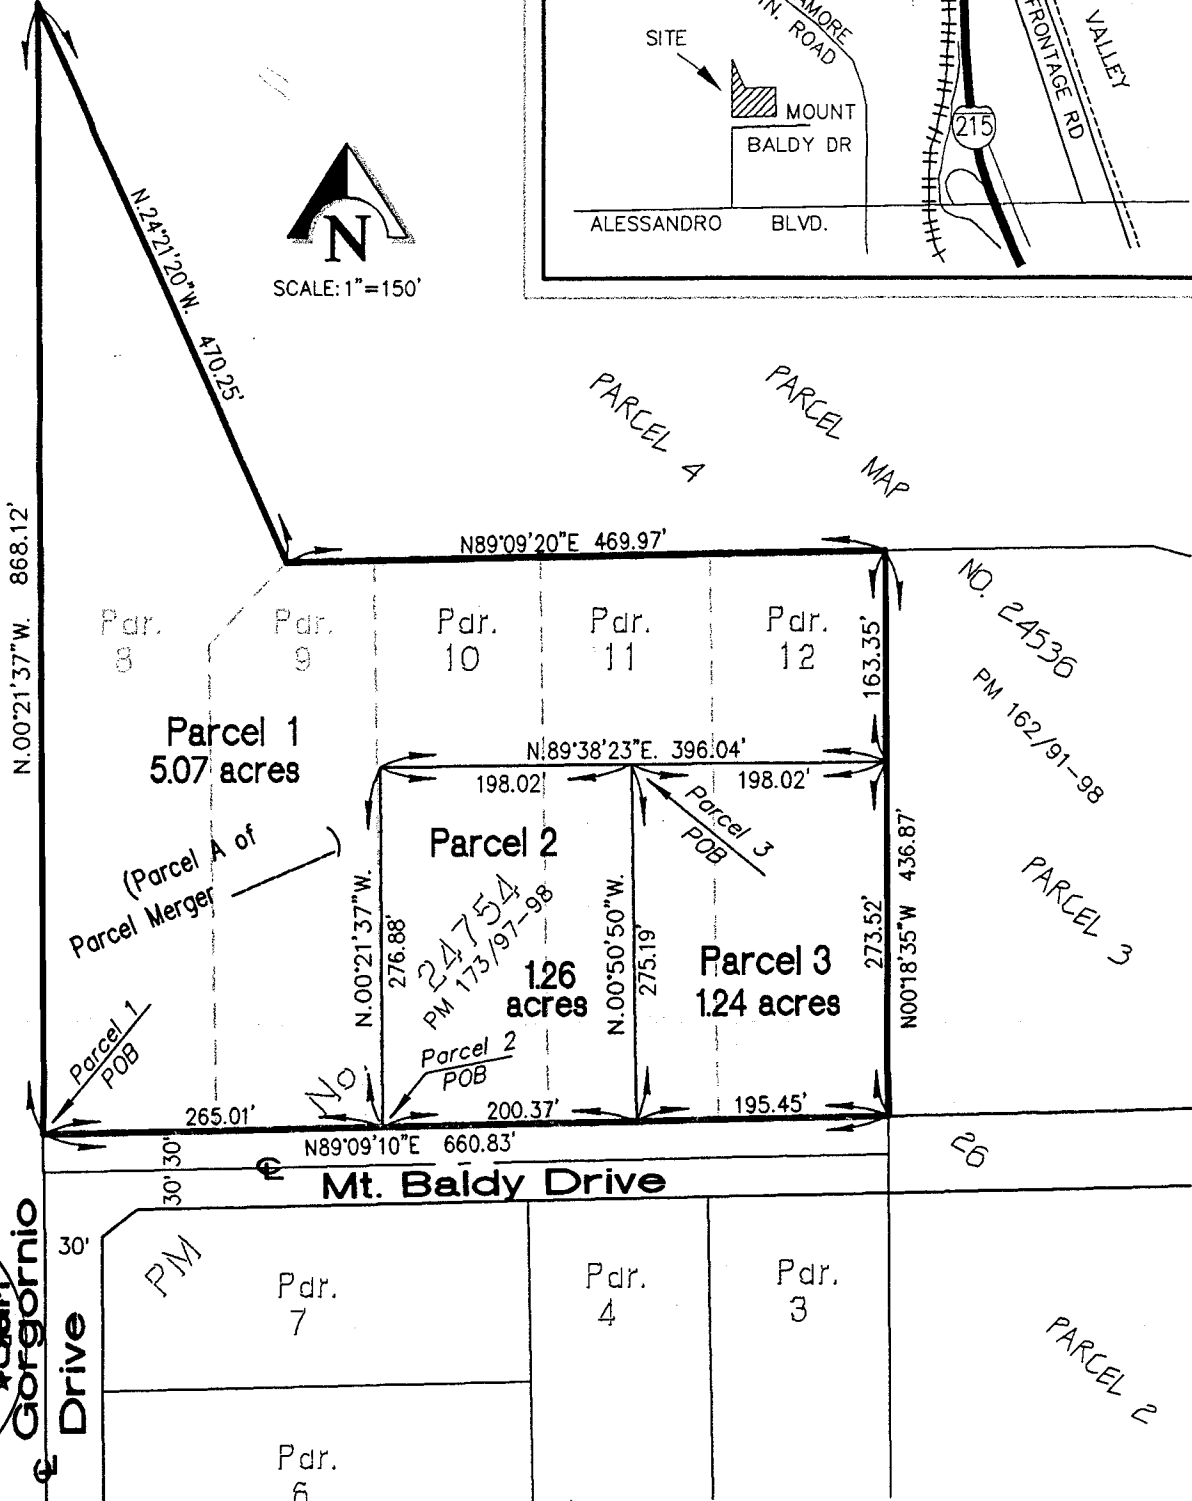 SITE
AMORE
TN. ROAD
MOUNT
BALDY DR
ALESSANDRO BLVD.
215
FRONTAGE RD
VALLEY
N
SCALE: 1"=150'
N.24°21'20"W. 470.25'
N.00°21'37"W. 868.12'
PARCEL 4
PARCEL MAP
NO. 24536
PM 162/91-98
PARCEL 3
N89°09'20"E 469.97'
Par.
8
Par.
9
Par.
10
Par.
11
Par.
12
163.35'
Parcel 1
5.07 acres
N.89°38'23"E. 396.04'
198.02'
198.02'
Parcel 3
POB
(Parcel A of
Parcel Merger )
Parcel 2
1.26
acres
N.00°21'37"W.
276.88'
No. 24754
PM 173/97-98
N.00°50'50"W.
275.19'
Parcel 3
1.24 acres
273.52'
N00°18'35"W 436.87'
Parcel 1
POB
Parcel 2
POB
265.01'
200.37'
195.45'
N89°09'10"E 660.83'
30' 30'
Mt. Baldy Drive
26
Gorgornio
Drive
30'
PM
Par.
7
Par.
4
Par.
3
Par.
6
PARCEL 2